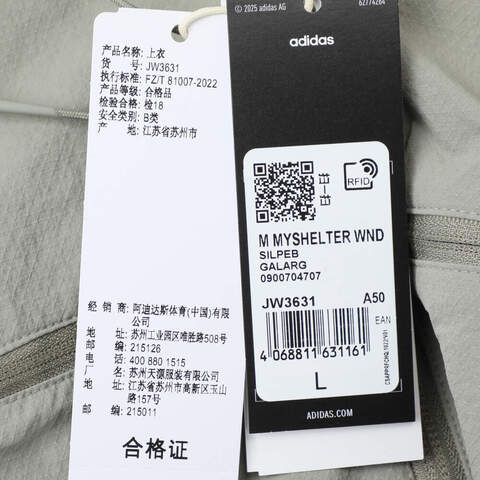 产品名称: 上衣
货 号: JW3631
执行标准: FZ/T 81007-2022
产品等级: 合格品
检验合格: 检18
安全类别: B类
产 地: 江苏省苏州市
经 销 商: 阿迪达斯体育(中国)有限
公司
地 址: 苏州工业园区唯胜路508号
邮 编: 215126
电 话: 400 880 1515
制 造 商: 苏州天源服装有限公司
地 址: 江苏省苏州市高新区玉山
路157号
邮 编: 215011
合格证
© 2025 adidas AG
62774264
adidas
RFID
M MYSHELTER WND
SILPEB
GALARG
0900704707
JW3631 A50
EAN
4 068811 631161
L
ADIDAS.COM